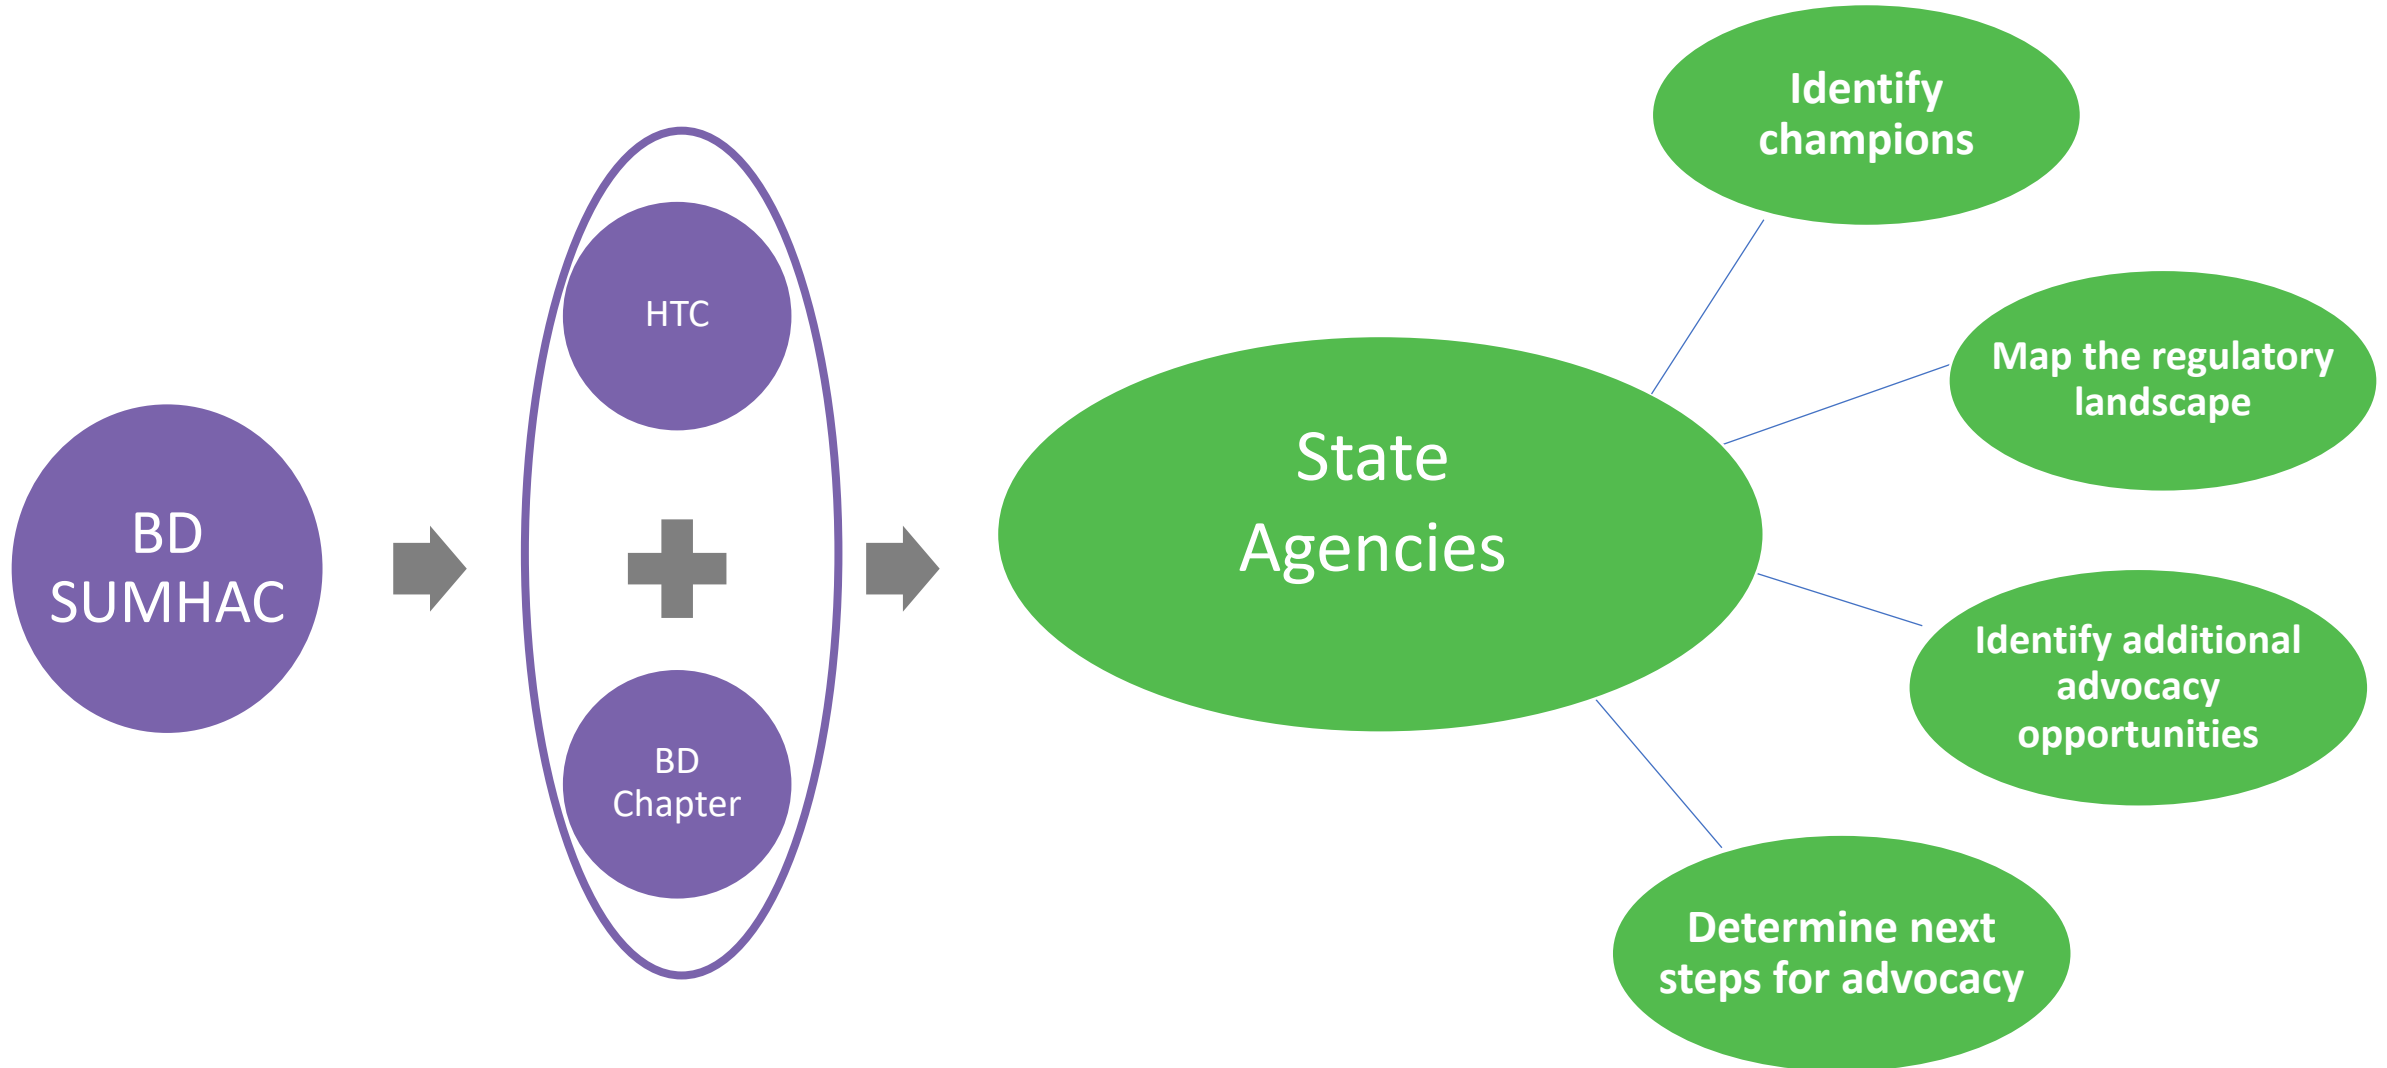 BD
SUMHAC
HTC
BD
Chapter
State
Agencies
Identify
champions
Map the regulatory
landscape
Identify additional
advocacy
opportunities
Determine next
steps for advocacy